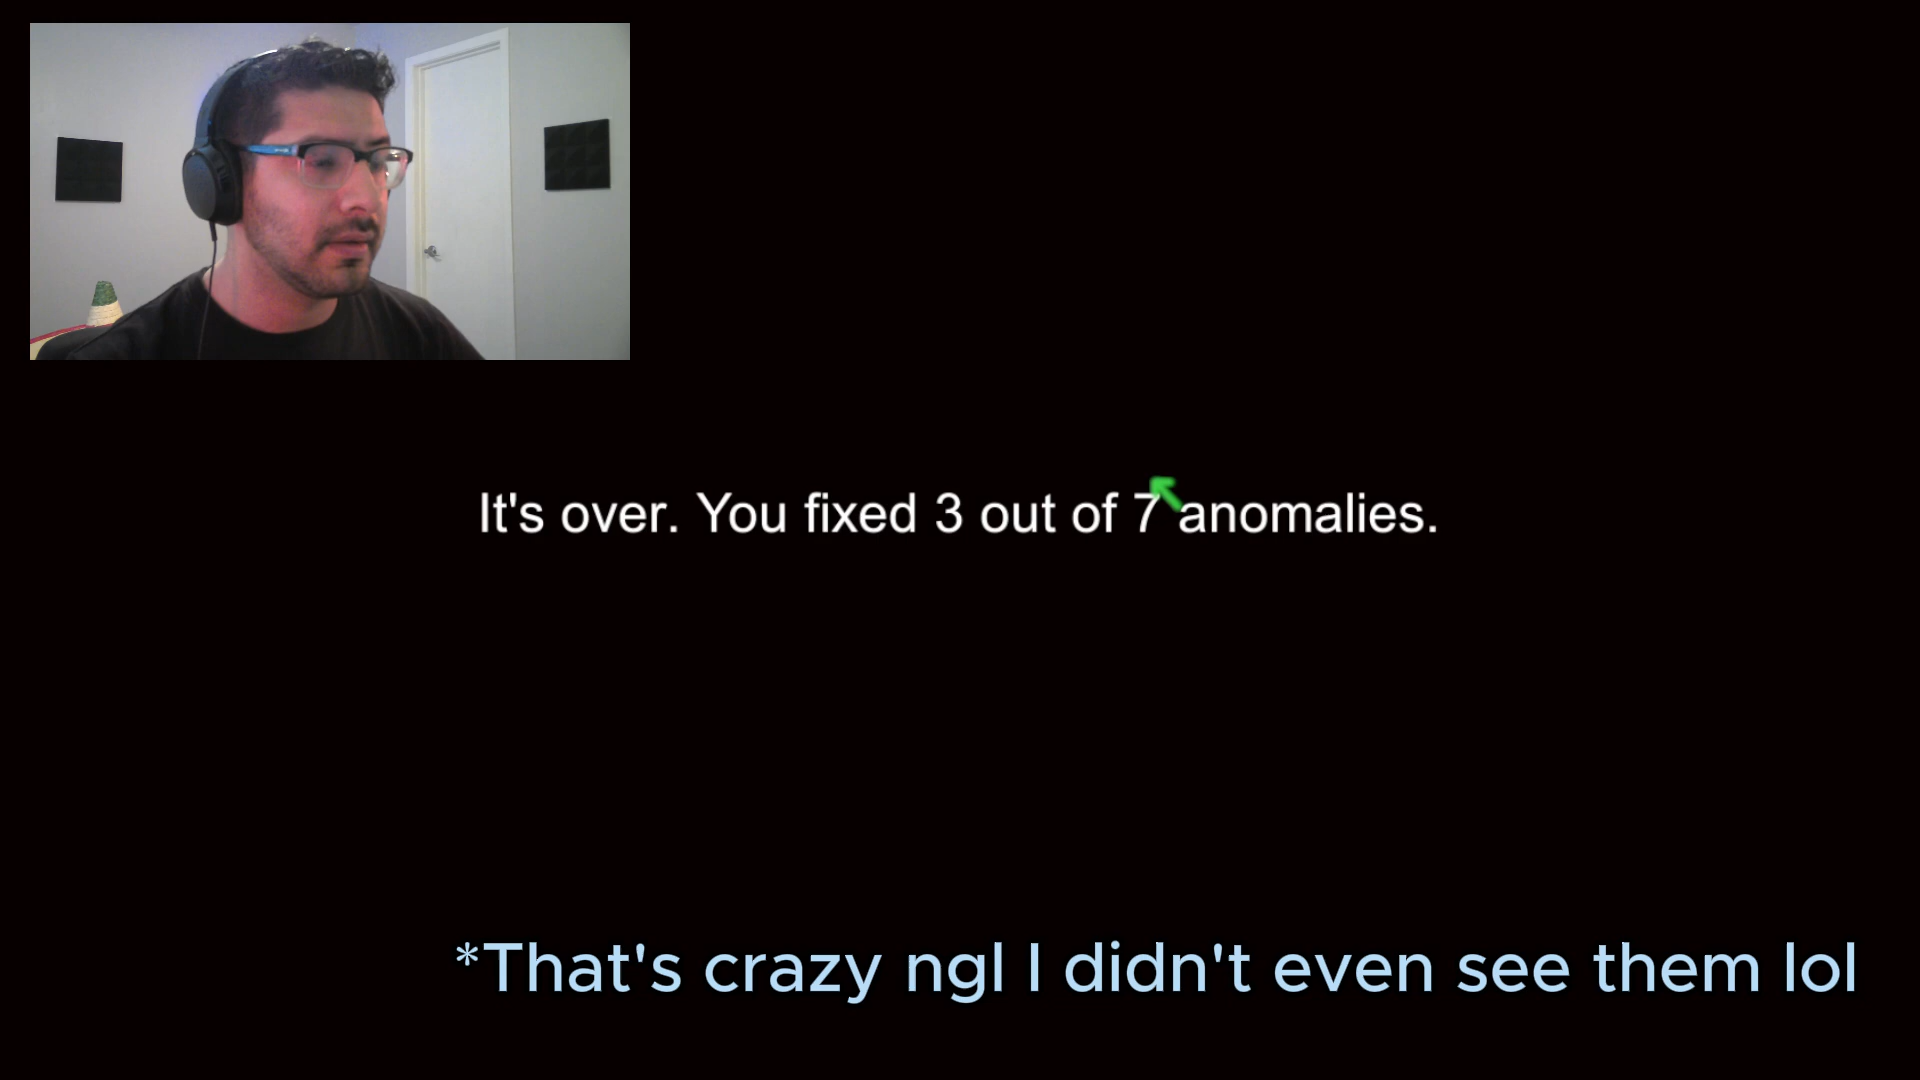 It's over. You fixed 3 out of 7 anomalies.
*That's crazy ngl I didn't even see them lol